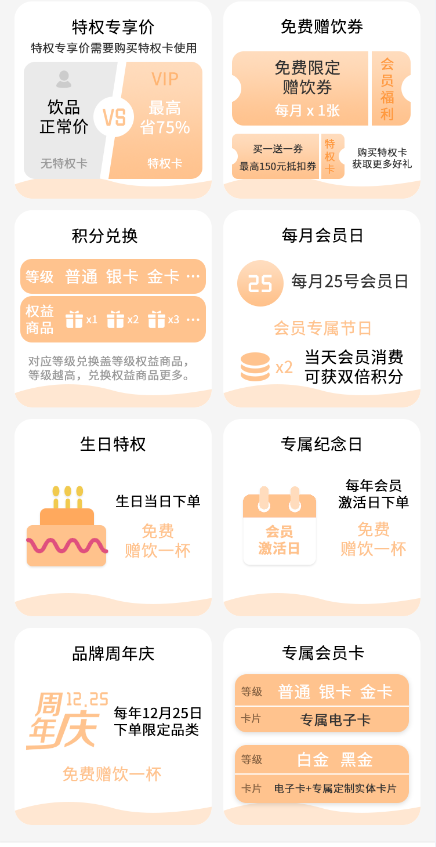 特权专享价
特权专享价需要购买特权卡使用
饮品
正常价
无特权卡
VS
VIP
最高
省75%
特权卡
免费赠饮券
免费限定
赠饮券
每月 x 1张
会员福利
买一送一券
最高150元抵扣券
特权卡
购买特权卡
获取更多好礼
积分兑换
等级 普通 银卡 金卡 ···
权益
商品
x1 x2 x3 ···
对应等级兑换盖等级权益商品，
等级越高，兑换权益商品更多。
每月会员日
25
每月25号会员日
会员专属节日
x2
当天会员消费
可获双倍积分
生日特权
生日当日下单
免费
赠饮一杯
专属纪念日
会员
激活日
每年会员
激活日下单
免费
赠饮一杯
品牌周年庆
周年庆
12.25
每年12月25日
下单限定品类
免费赠饮一杯
专属会员卡
等级 普通 银卡 金卡
卡片 专属电子卡
等级 白金 黑金
卡片 电子卡+专属定制实体卡片